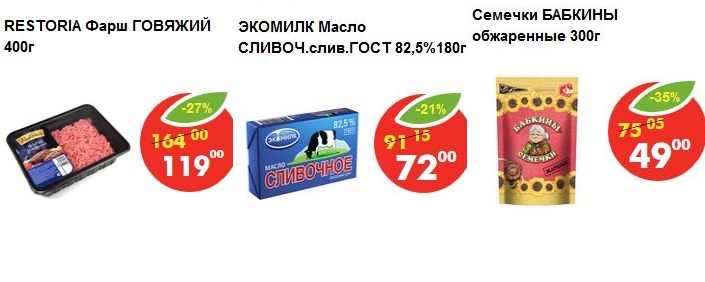 RESTORIA Фарш ГОВЯЖИЙ
400г
-27%
164 00
119 00
ЭКОМИЛК Масло
СЛИВОЧ.слив.ГОСТ 82,5%180г
-21%
91 15
72 00
82,5%
ЭКОМИЛК
МАСЛО
СЛИВОЧНОЕ
Семечки БАБКИНЫ
обжаренные 300г
-35%
75 05
49 00
БАБКИНЫ
СЕМЕЧКИ